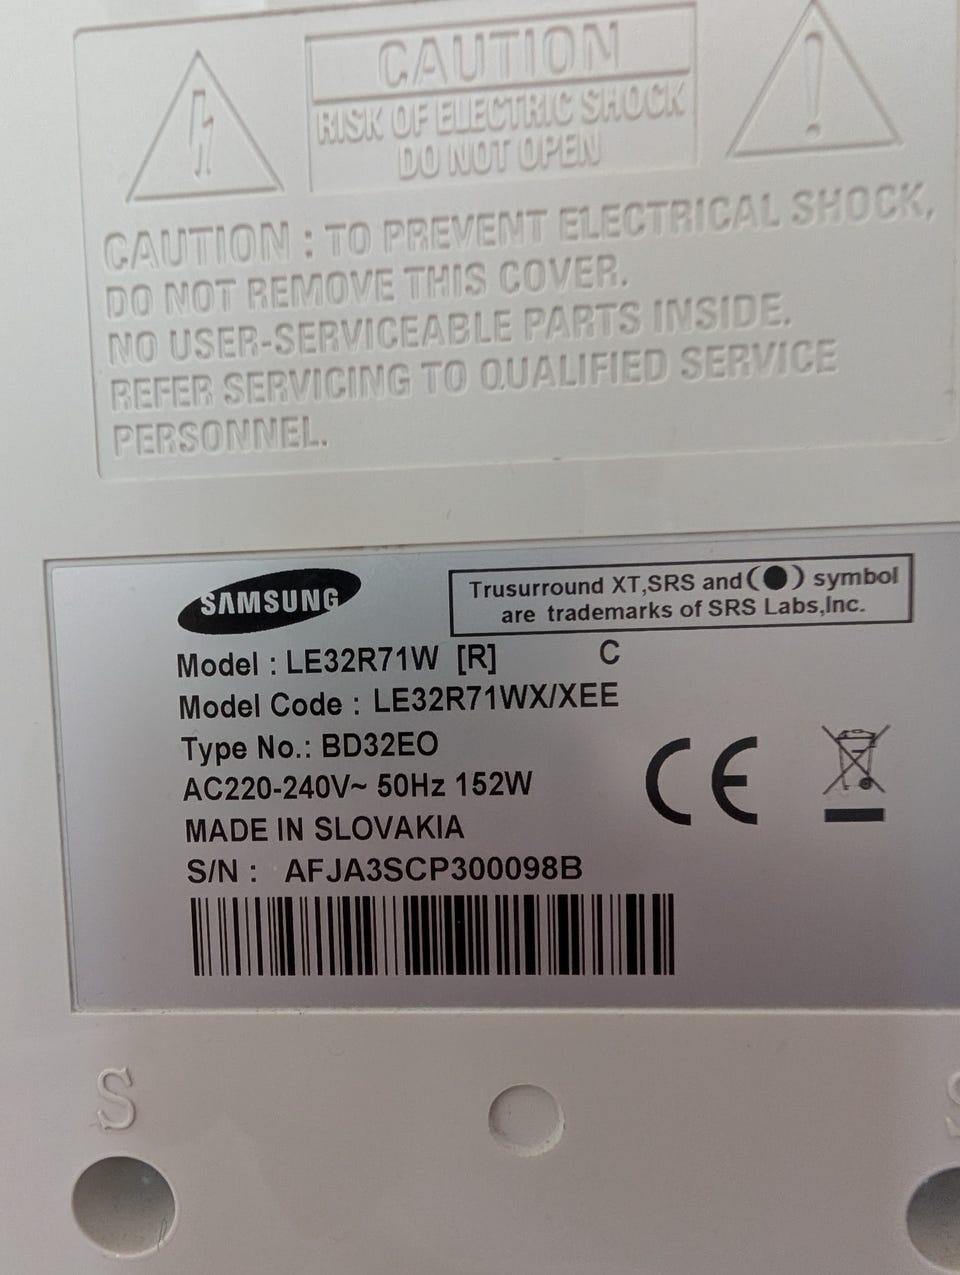 CAUTION
RISK OF ELECTRIC SHOCK
DO NOT OPEN
CAUTION : TO PREVENT ELECTRICAL SHOCK,
DO NOT REMOVE THIS COVER.
NO USER-SERVICEABLE PARTS INSIDE.
REFER SERVICING TO QUALIFIED SERVICE
PERSONNEL.
SAMSUNG
Trusurround XT,SRS and(●) symbol
are trademarks of SRS Labs,Inc.
Model : LE32R71W [R] C
Model Code : LE32R71WX/XEE
Type No.: BD32EO
AC220-240V~ 50Hz 152W
MADE IN SLOVAKIA
S/N : AFJA3SCP300098B
CE
S
S